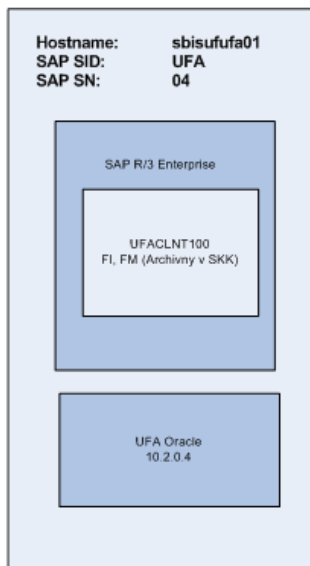 Hostname: sbisufufa01
SAP SID: UFA
SAP SN: 04
SAP R/3 Enterprise
UFACLNT100
FI, FM (Archivny v SKK)
UFA Oracle
10.2.0.4